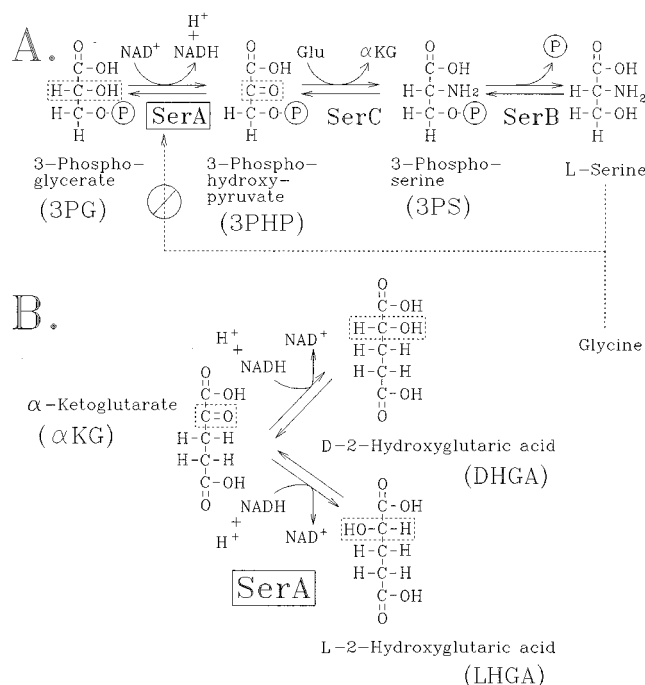 A.
H+
+
NAD+ NADH
Glu αKG
P
O
C-OH
H-C-OH
H-C-O-P
H
SerA
O
C-OH
C=O
H-C-O-P
H
SerC
O
C-OH
H-C-NH2
H-C-O-P
H
SerB
O
C-OH
H-C-NH2
H-C-OH
H
3-Phospho-
glycerate
(3PG)
3-Phospho-
hydroxy-
pyruvate
(3PHP)
3-Phospho-
serine
(3PS)
L-Serine
Glycine
B.
α-Ketoglutarate
(αKG)
O
C-OH
C=O
H-C-H
H-C-H
C-OH
O
H+
+
NADH NAD+
O
C-OH
H-C-OH
H-C-H
H-C-H
C-OH
O
D-2-Hydroxyglutaric acid
(DHGA)
NADH
+
H+
NAD+
SerA
O
C-OH
HO-C-H
H-C-H
H-C-H
C-OH
O
L-2-Hydroxyglutaric acid
(LHGA)